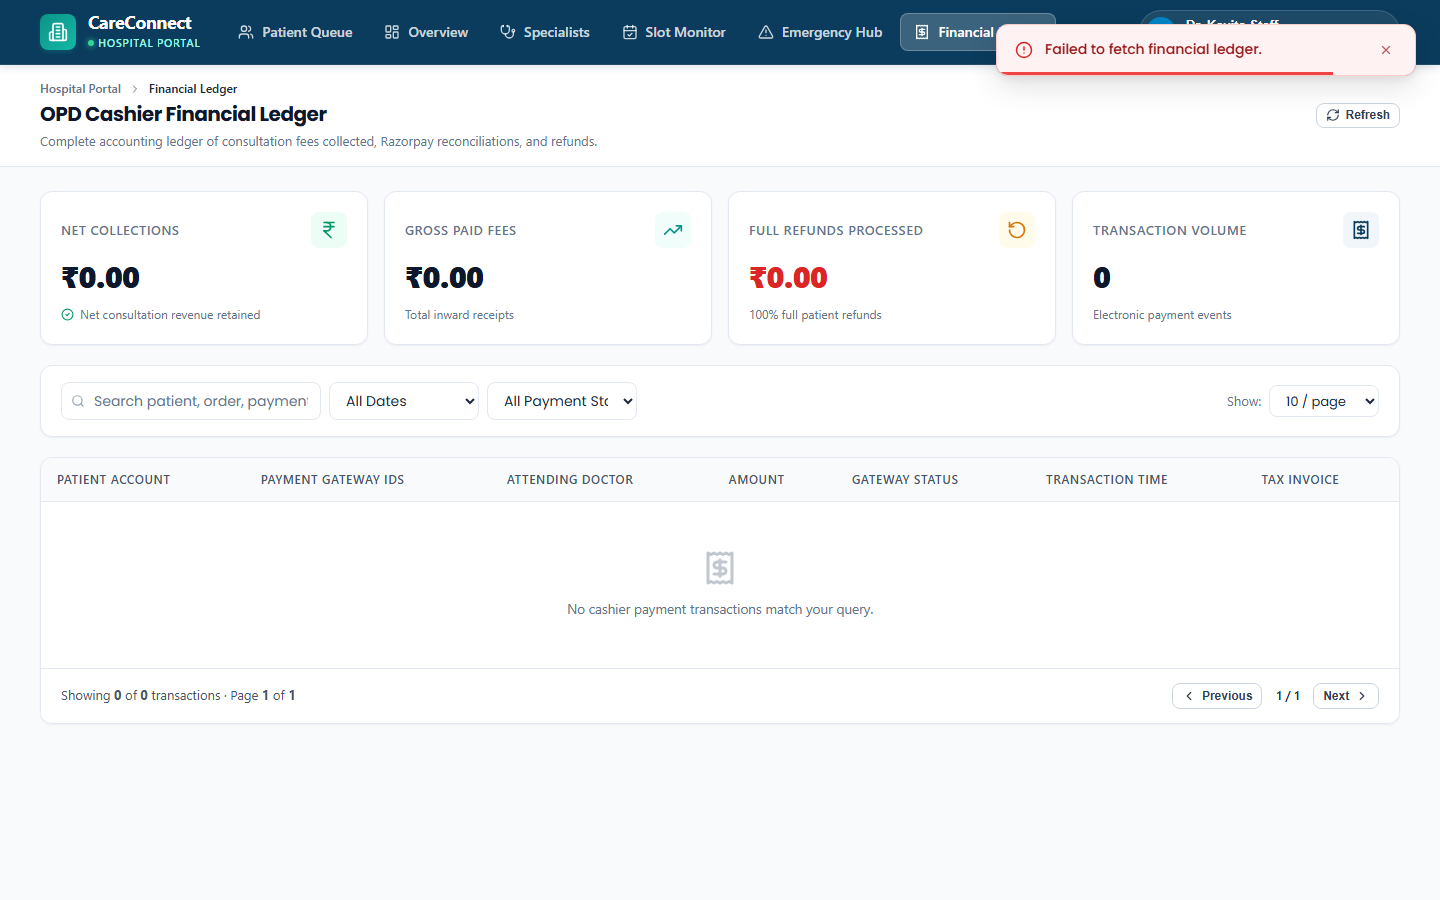 CareConnect
HOSPITAL PORTAL
Patient Queue
Overview
Specialists
Slot Monitor
Emergency Hub
Financial
Failed to fetch financial ledger.
Hospital Portal > Financial Ledger
OPD Cashier Financial Ledger
Complete accounting ledger of consultation fees collected, Razorpay reconciliations, and refunds.
Refresh
NET COLLECTIONS
₹0.00
Net consultation revenue retained
GROSS PAID FEES
₹0.00
Total inward receipts
FULL REFUNDS PROCESSED
₹0.00
100% full patient refunds
TRANSACTION VOLUME
0
Electronic payment events
Search patient, order, paymen
All Dates
All Payment Sta
Show:
10 / page
PATIENT ACCOUNT
PAYMENT GATEWAY IDS
ATTENDING DOCTOR
AMOUNT
GATEWAY STATUS
TRANSACTION TIME
TAX INVOICE
No cashier payment transactions match your query.
Showing 0 of 0 transactions · Page 1 of 1
Previous
1 / 1
Next